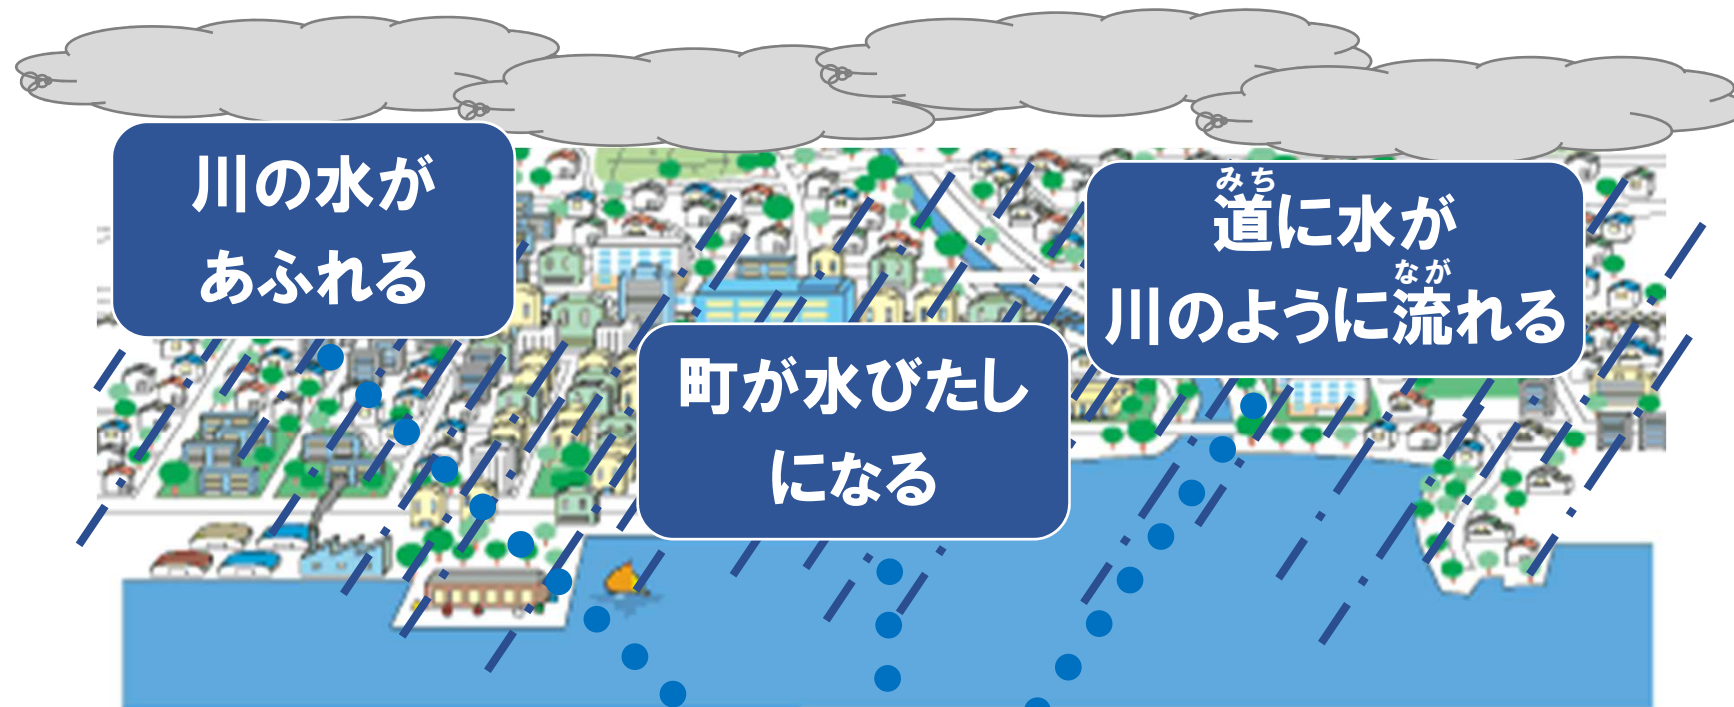 川の水が
あふれる
町が水びたし
になる
みち
道に水が
なが
川のように流れる